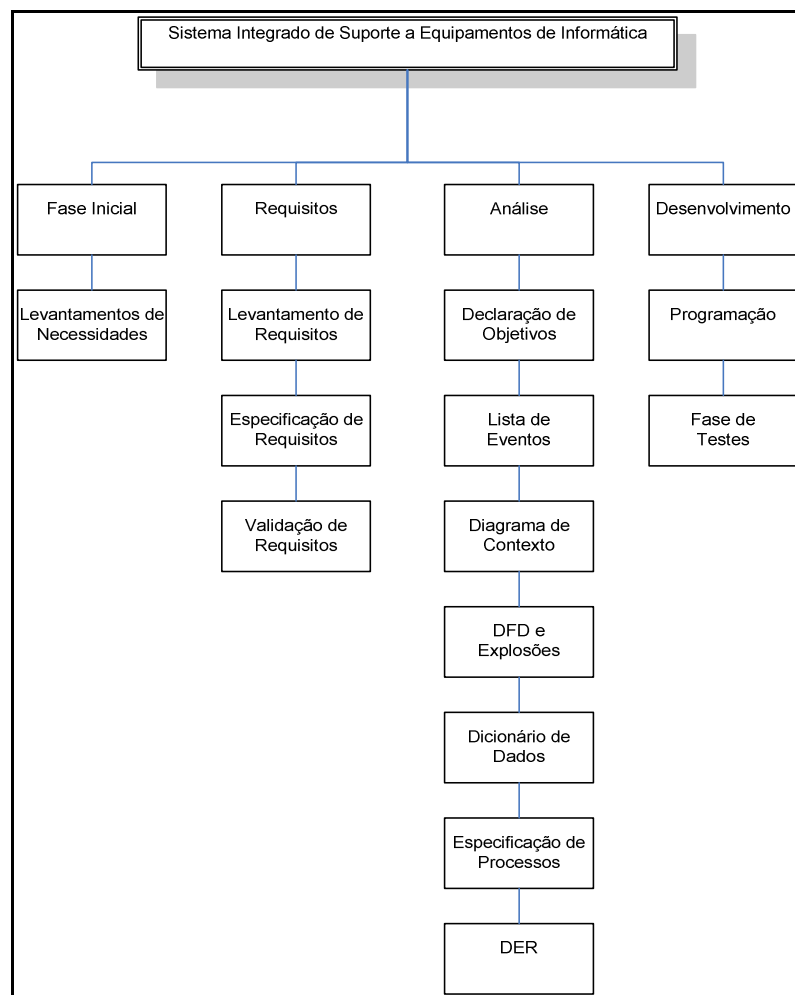 Sistema Integrado de Suporte a Equipamentos de Informática
Fase Inicial
Requisitos
Análise
Desenvolvimento
Levantamentos de
Necessidades
Levantamento de
Requisitos
Declaração de
Objetivos
Programação
Especificação de
Requisitos
Lista de
Eventos
Fase de
Testes
Validação de
Requisitos
Diagrama de
Contexto
DFD e
Explosões
Dicionário de
Dados
Especificação de
Processos
DER